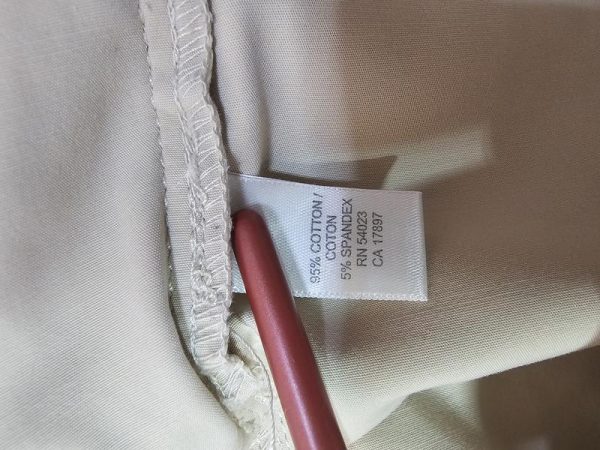 95% COTTON /
COTON
5% SPANDEX
RN 54023
CA 17897